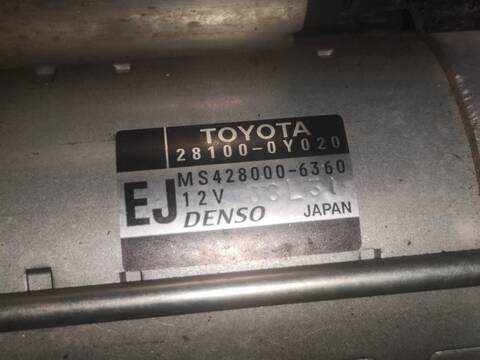 TOYOTA
28100-0Y020
EJ
MS428000-6360
12V
DENSO JAPAN